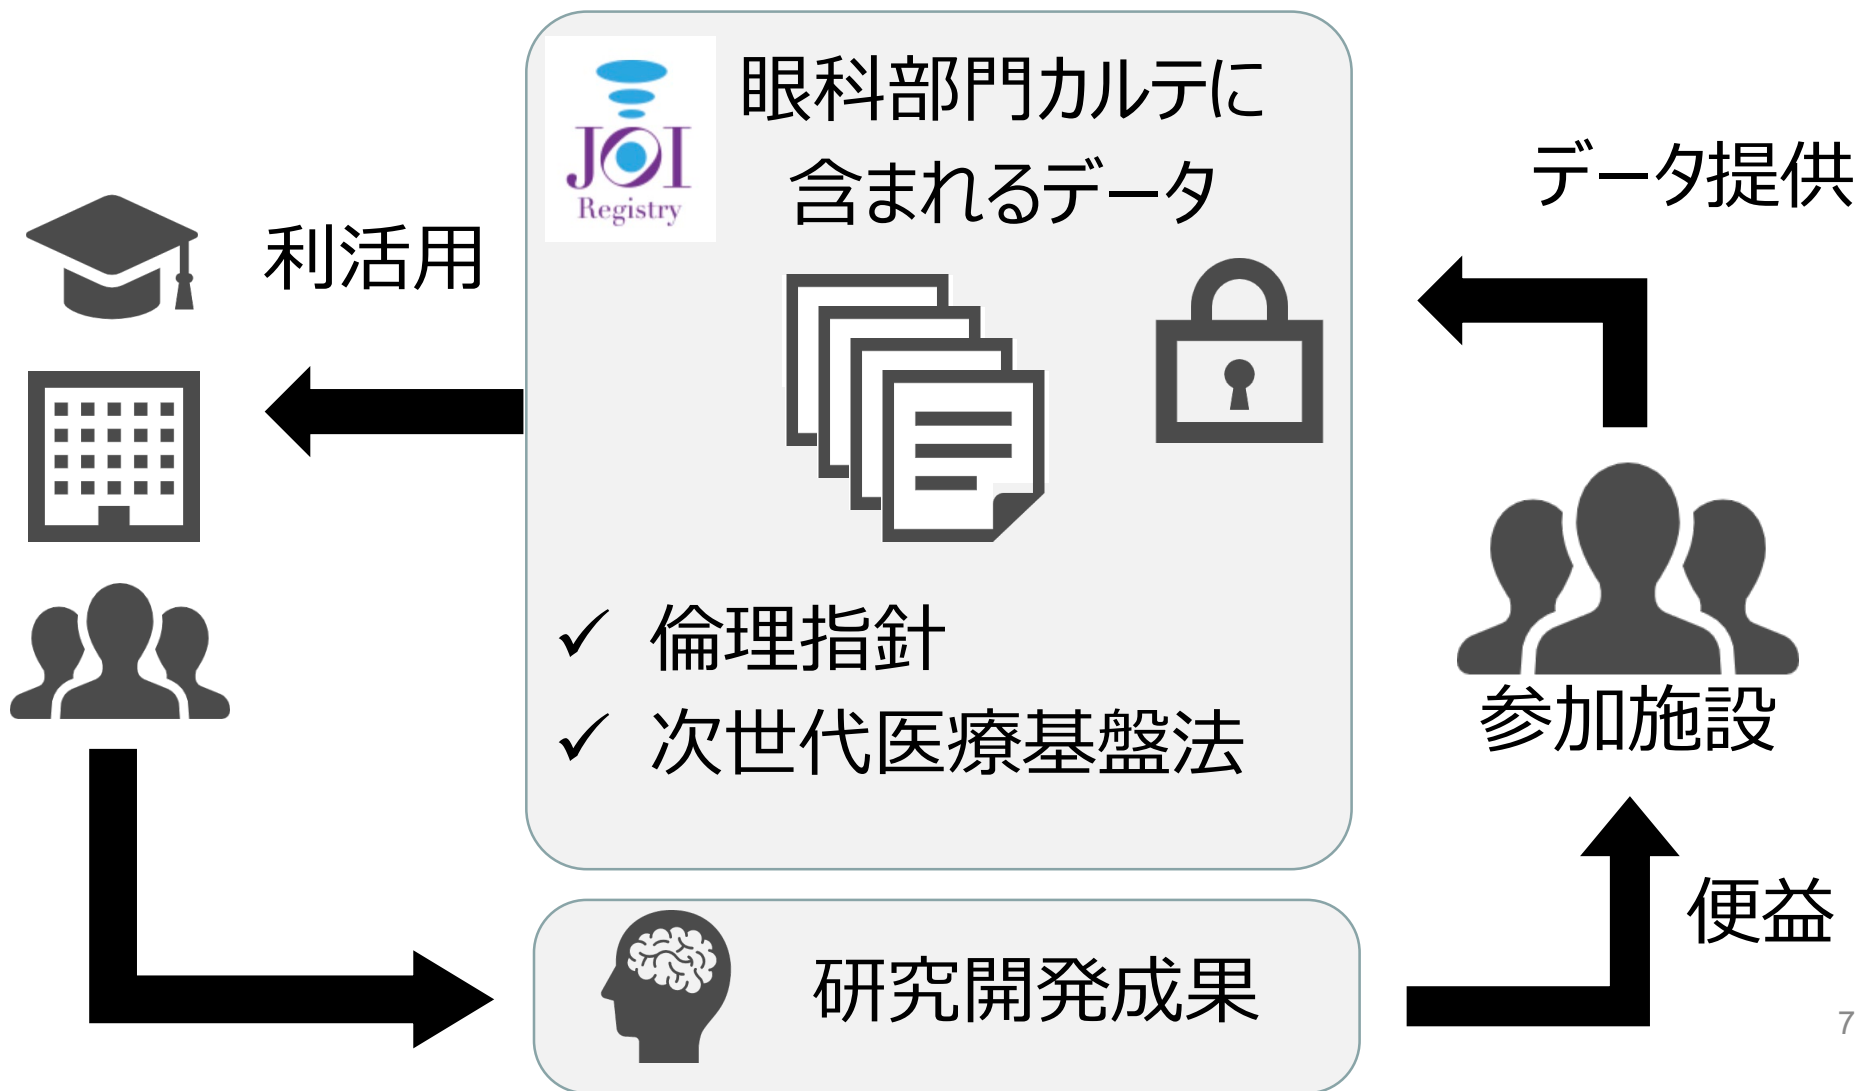 JOI
Registry
眼科部門カルテに
含まれるデータ
データ提供
利活用
✓ 倫理指針
✓ 次世代医療基盤法
参加施設
便益
研究開発成果
7